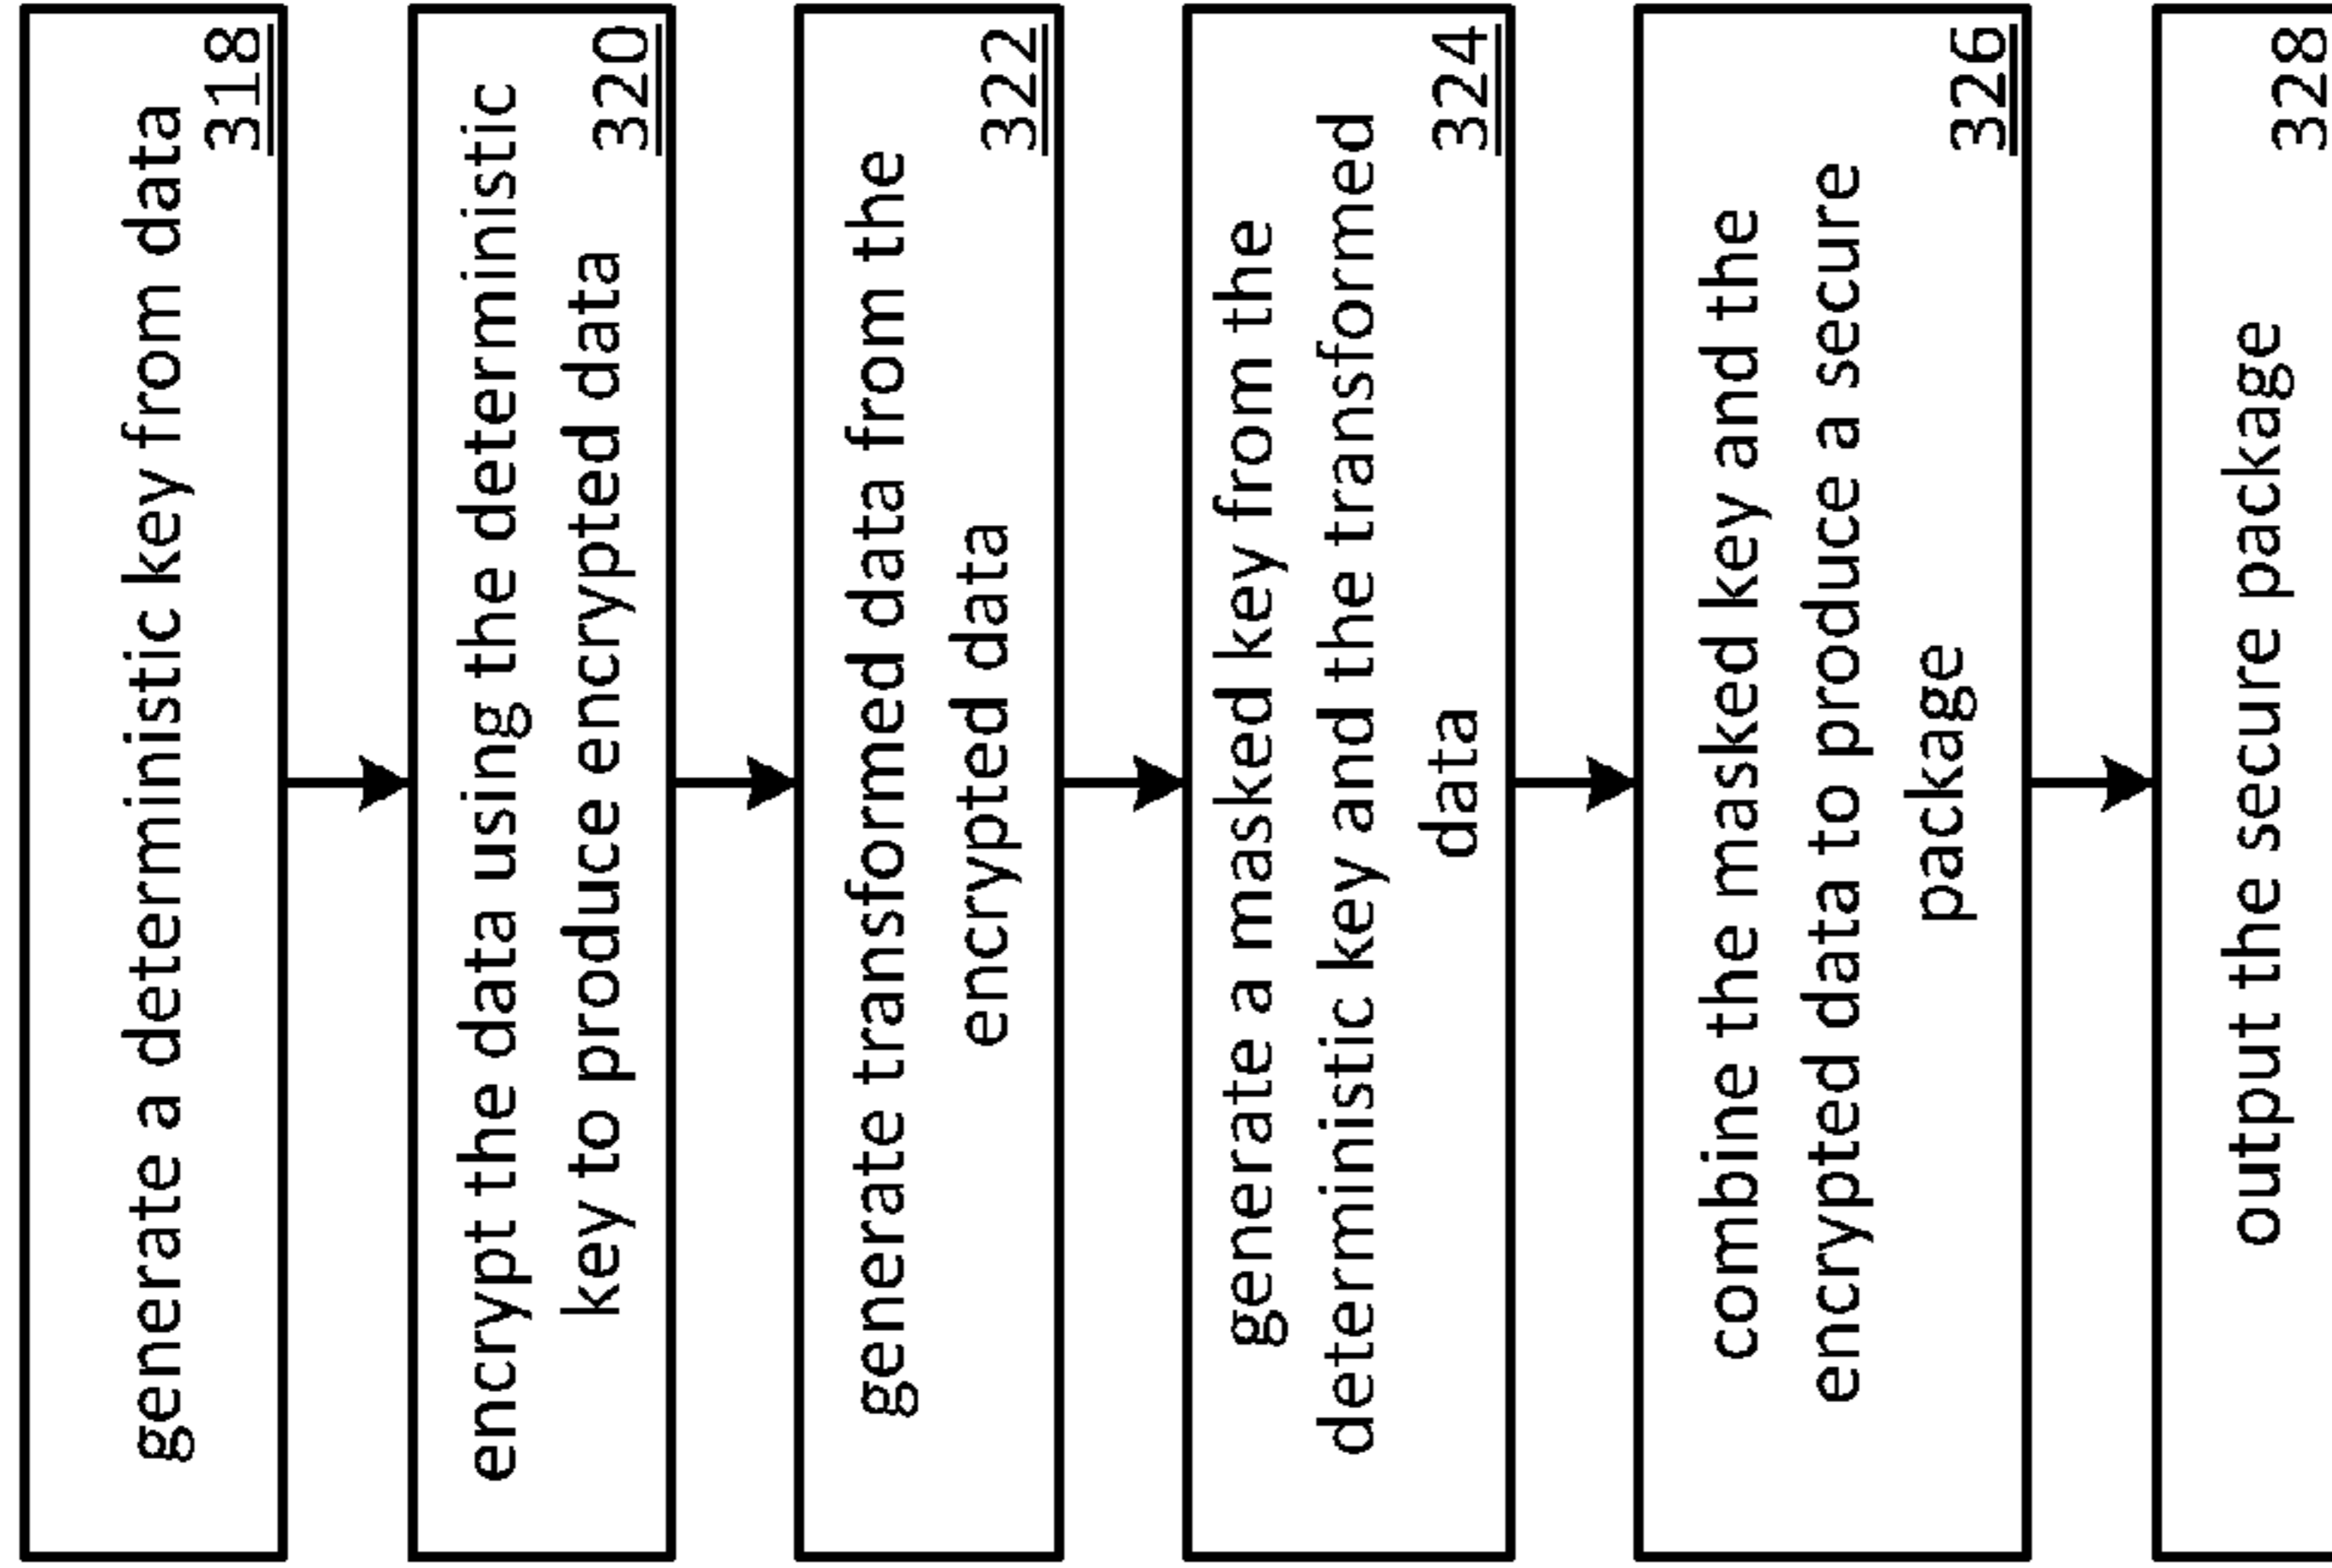 generate a deterministic key from data
318
encrypt the data using the deterministic
key to produce encrypted data
320
generate transformed data from the
encrypted data
322
generate a masked key from the
deterministic key and the transformed
data
324
combine the masked key and the
encrypted data to produce a secure
package
326
output the secure package
328